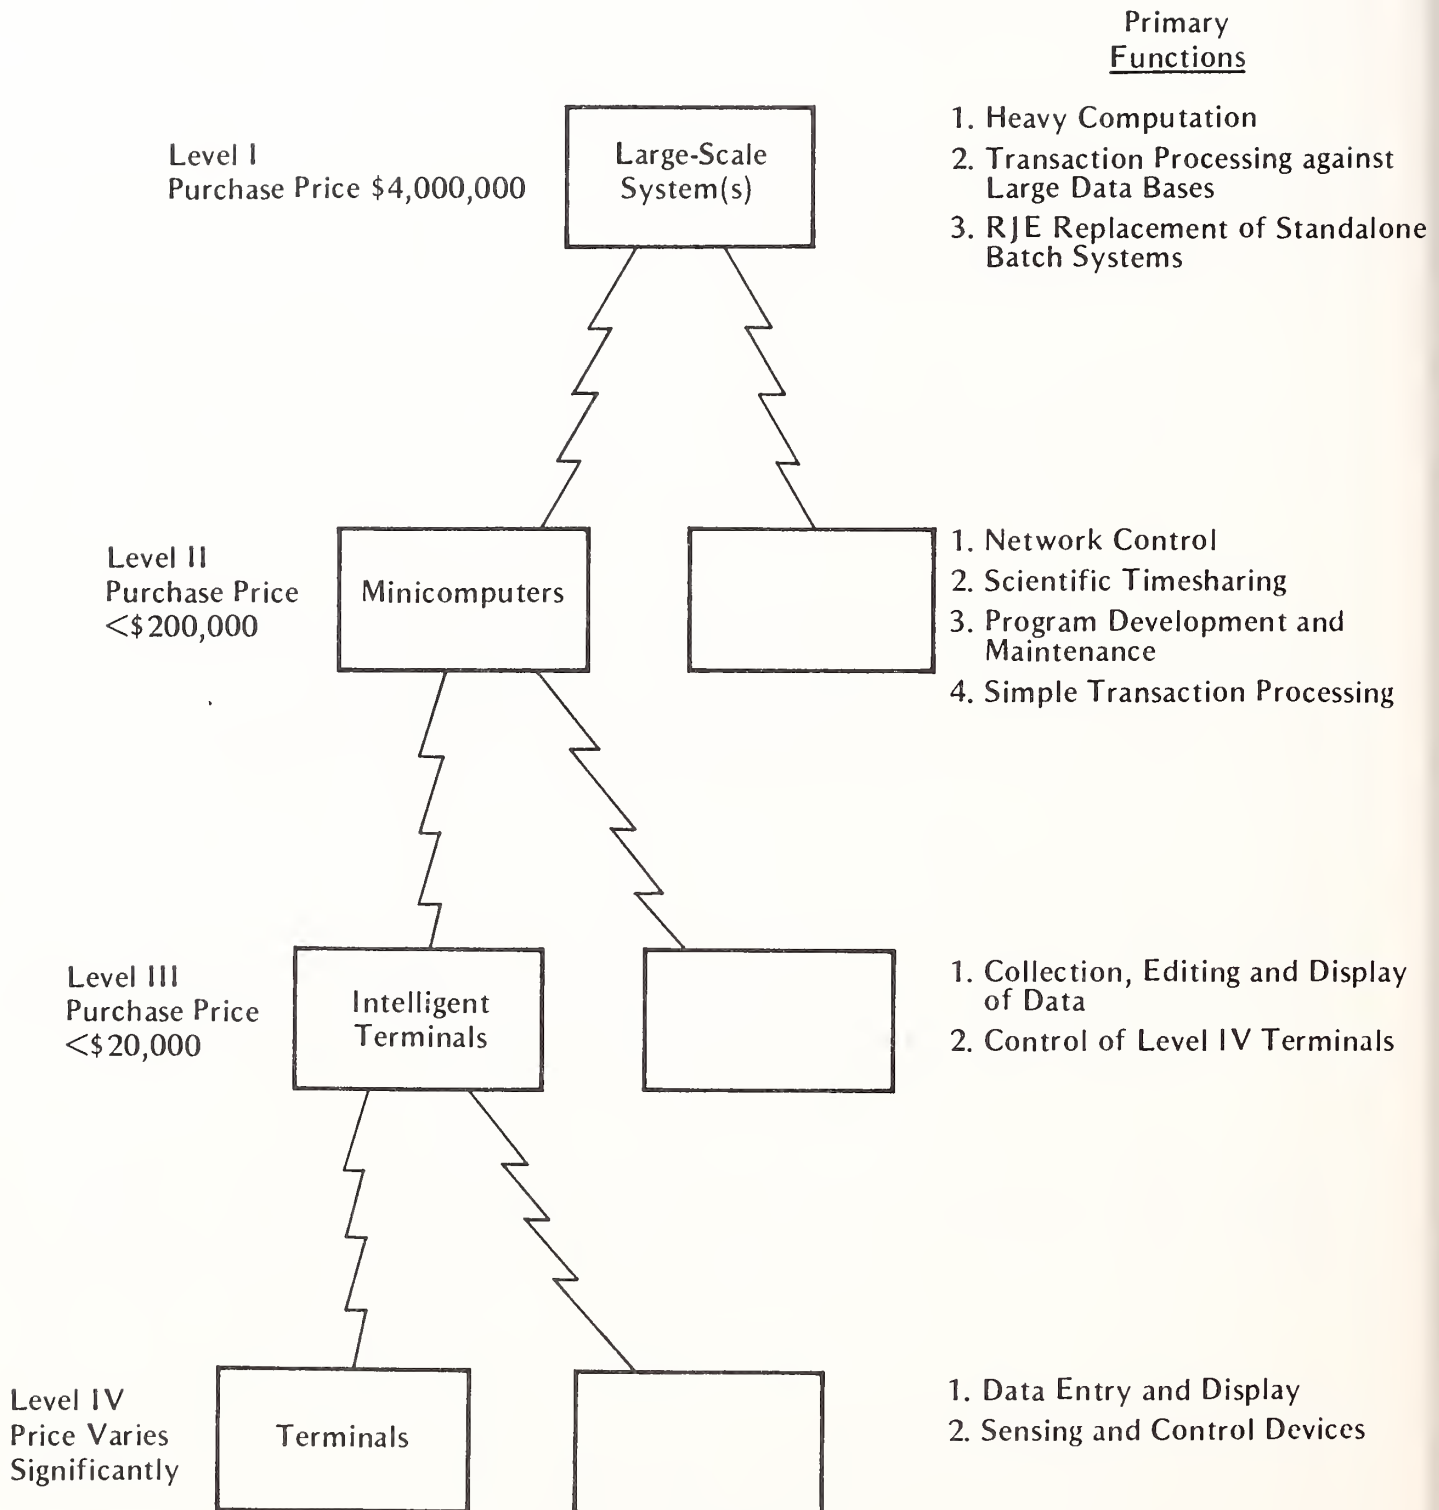 Primary
Functions
Level I
Purchase Price $4,000,000
Large-Scale
System(s)
1. Heavy Computation
2. Transaction Processing against
Large Data Bases
3. RJE Replacement of Standalone
Batch Systems
Level II
Purchase Price
<$200,000
Minicomputers
1. Network Control
2. Scientific Timesharing
3. Program Development and
Maintenance
4. Simple Transaction Processing
Level III
Purchase Price
<$20,000
Intelligent
Terminals
1. Collection, Editing and Display
of Data
2. Control of Level IV Terminals
Level IV
Price Varies
Significantly
Terminals
1. Data Entry and Display
2. Sensing and Control Devices